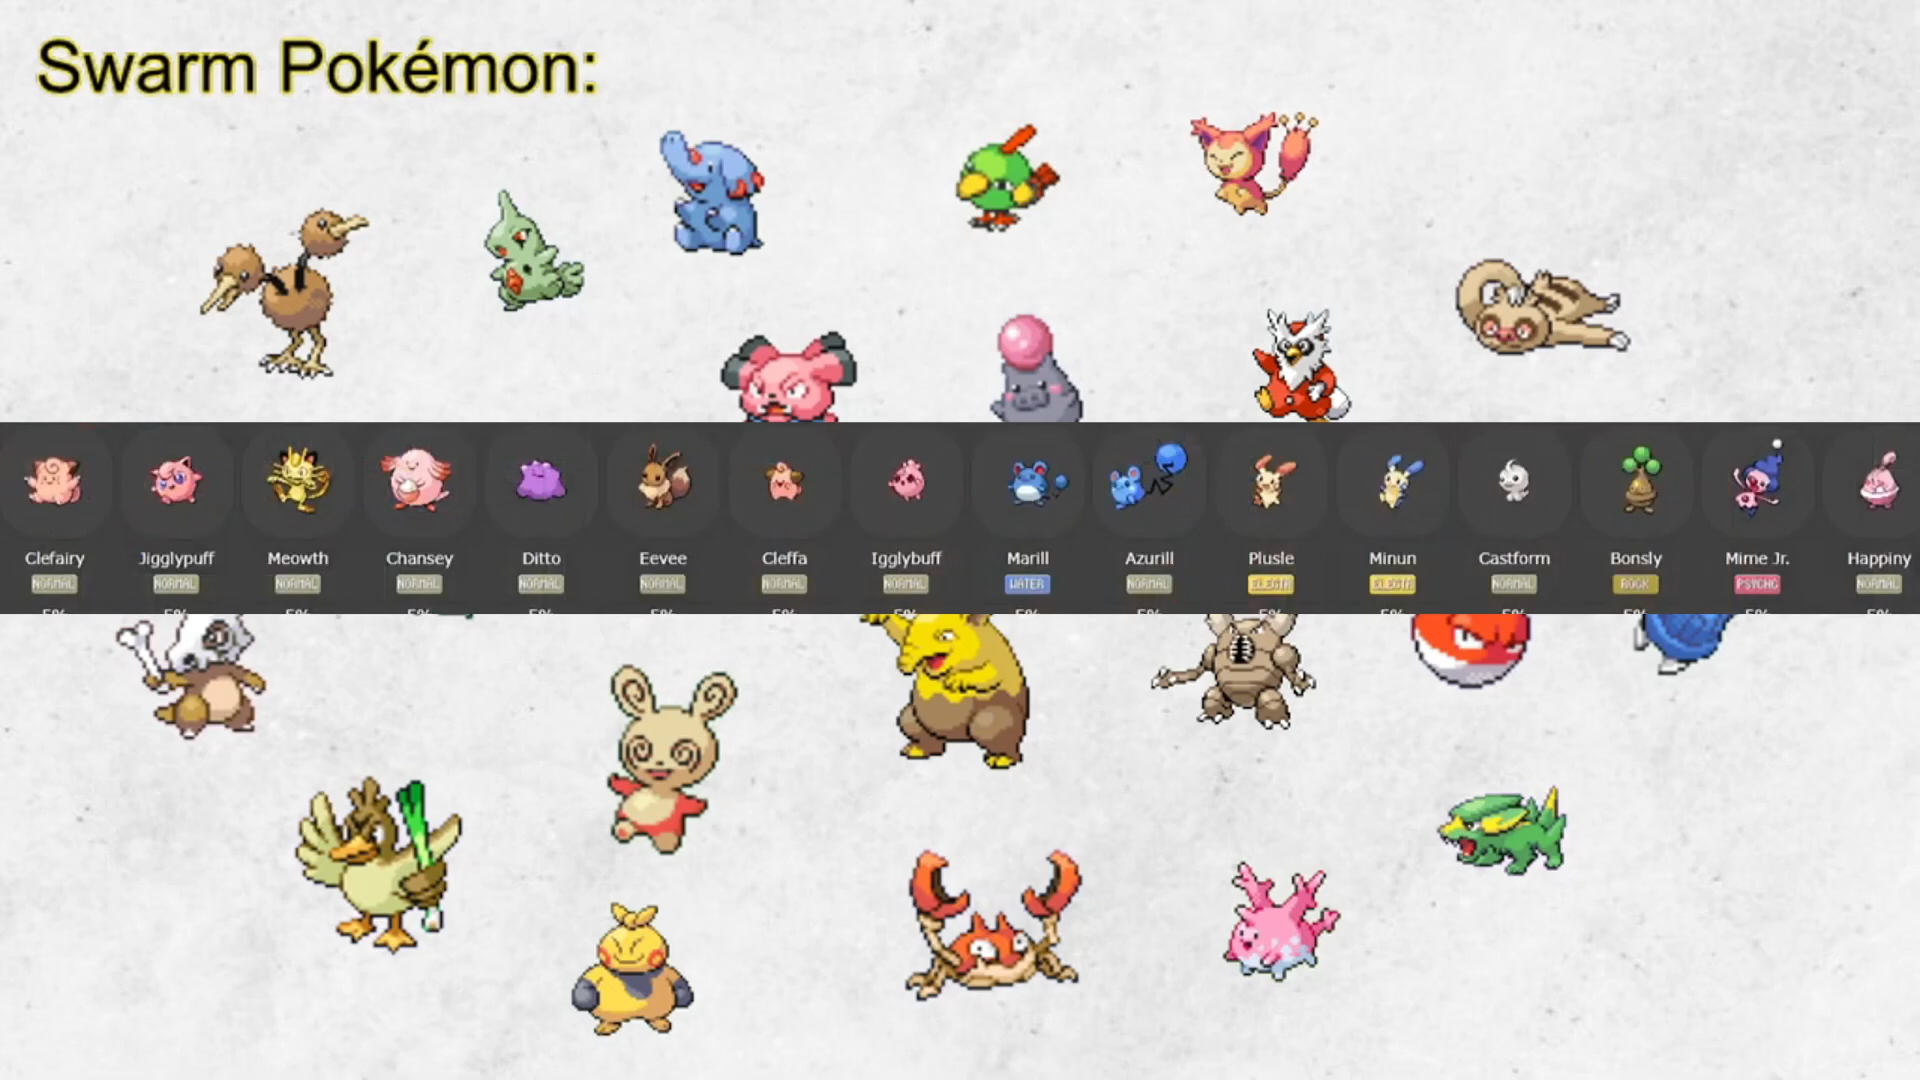 Swarm Pokémon:
Clefairy Jigglypuff Meowth Chansey Ditto Eevee Cleffa Igglybuff Marill Azurill Plusle Minun Castform Bonsly Mime Jr. Happiny
NORMAL NORMAL NORMAL NORMAL NORMAL NORMAL NORMAL NORMAL WATER NORMAL ELECTR ELECTR NORMAL ROCK PSYCHC NORMAL